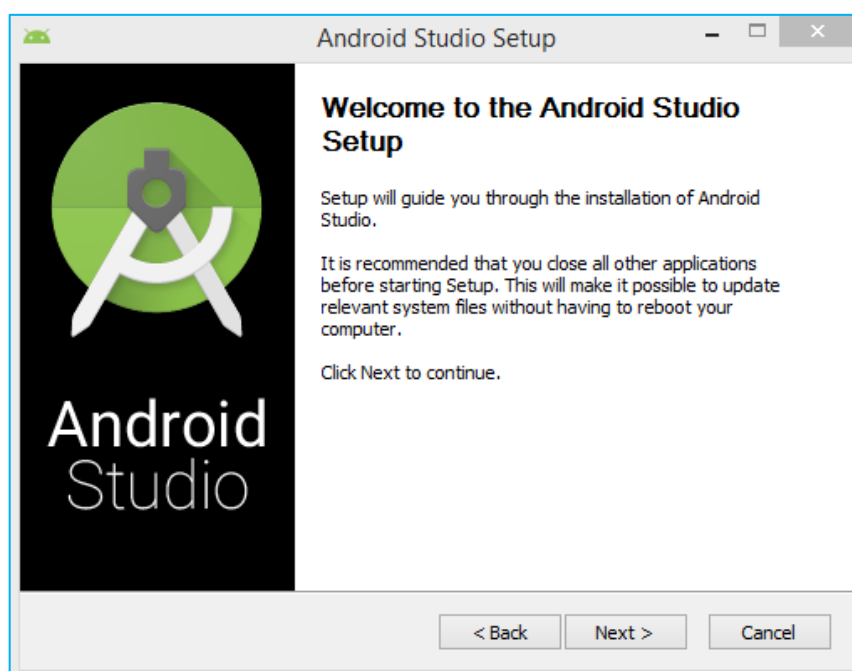 Android Studio Setup
Welcome to the Android Studio
Setup
Setup will guide you through the installation of Android
Studio.
It is recommended that you close all other applications
before starting Setup. This will make it possible to update
relevant system files without having to reboot your
computer.
Click Next to continue.
Android
Studio
< Back Next > Cancel